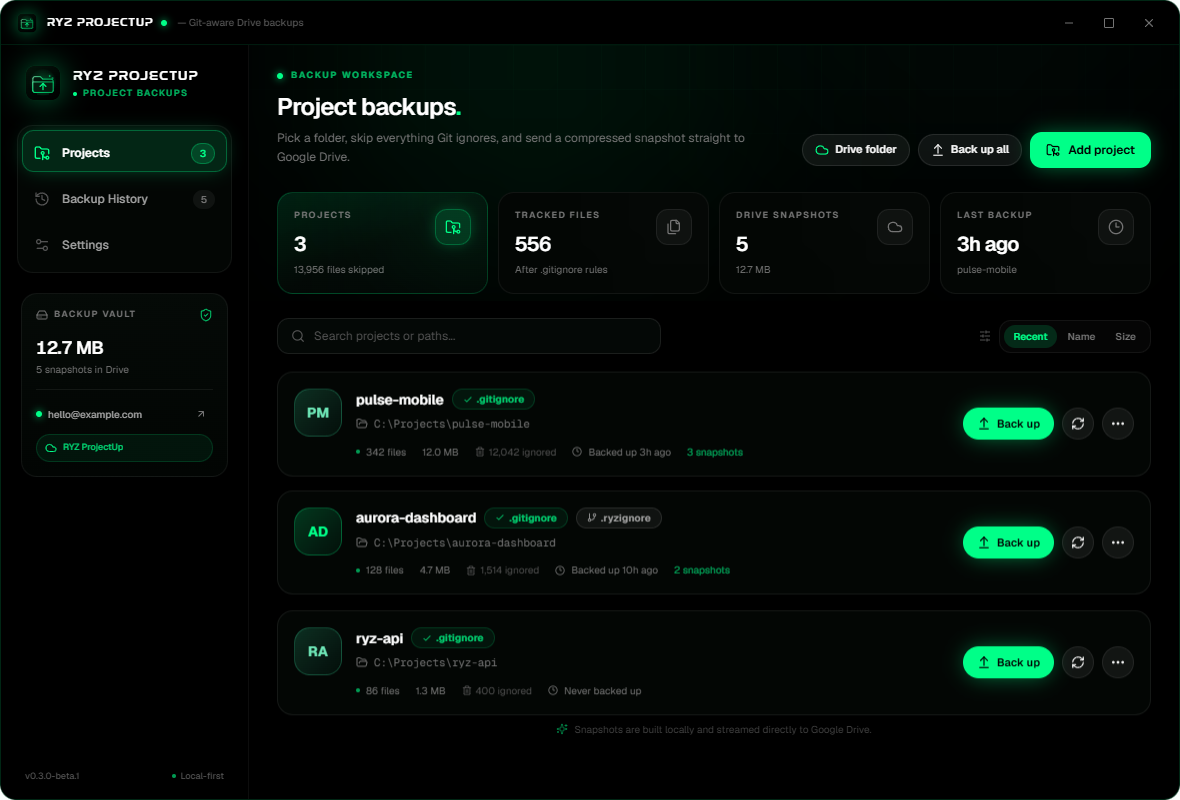 RYZ PROJECTUP — Git-aware Drive backups
RYZ PROJECTUP
PROJECT BACKUPS
Projects 3
Backup History 5
Settings
BACKUP VAULT
12.7 MB
5 snapshots in Drive
hello@example.com
RYZ ProjectUp
v0.3.0-beta.1
Local-first
BACKUP WORKSPACE
Project backups.
Pick a folder, skip everything Git ignores, and send a compressed snapshot straight to
Google Drive.
Drive folder
Back up all
Add project
PROJECTS
3
13,956 files skipped
TRACKED FILES
556
After .gitignore rules
DRIVE SNAPSHOTS
5
12.7 MB
LAST BACKUP
3h ago
pulse-mobile
Search projects or paths...
Recent Name Size
PM
pulse-mobile .gitignore
C:\Projects\pulse-mobile
342 files 12.0 MB 12,042 ignored Backed up 3h ago 3 snapshots
Back up
AD
aurora-dashboard .gitignore .ryzignore
C:\Projects\aurora-dashboard
128 files 4.7 MB 1,514 ignored Backed up 10h ago 2 snapshots
Back up
RA
ryz-api .gitignore
C:\Projects\ryz-api
86 files 1.3 MB 400 ignored Never backed up
Back up
Snapshots are built locally and streamed directly to Google Drive.